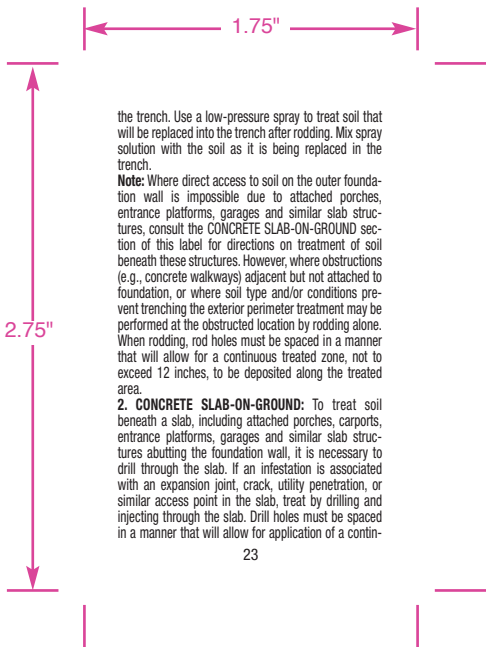 1.75"
2.75"
the trench. Use a low-pressure spray to treat soil that
will be replaced into the trench after rodding. Mix spray
solution with the soil as it is being replaced in the
trench.
Note: Where direct access to soil on the outer founda-
tion wall is impossible due to attached porches,
entrance platforms, garages and similar slab struc-
tures, consult the CONCRETE SLAB-ON-GROUND sec-
tion of this label for directions on treatment of soil
beneath these structures. However, where obstructions
(e.g., concrete walkways) adjacent but not attached to
foundation, or where soil type and/or conditions pre-
vent trenching the exterior perimeter treatment may be
performed at the obstructed location by rodding alone.
When rodding, rod holes must be spaced in a manner
that will allow for a continuous treated zone, not to
exceed 12 inches, to be deposited along the treated
area.
2. CONCRETE SLAB-ON-GROUND: To treat soil
beneath a slab, including attached porches, carports,
entrance platforms, garages and similar slab struc-
tures abutting the foundation wall, it is necessary to
drill through the slab. If an infestation is associated
with an expansion joint, crack, utility penetration, or
similar access point in the slab, treat by drilling and
injecting through the slab. Drill holes must be spaced
in a manner that will allow for application of a contin-
23